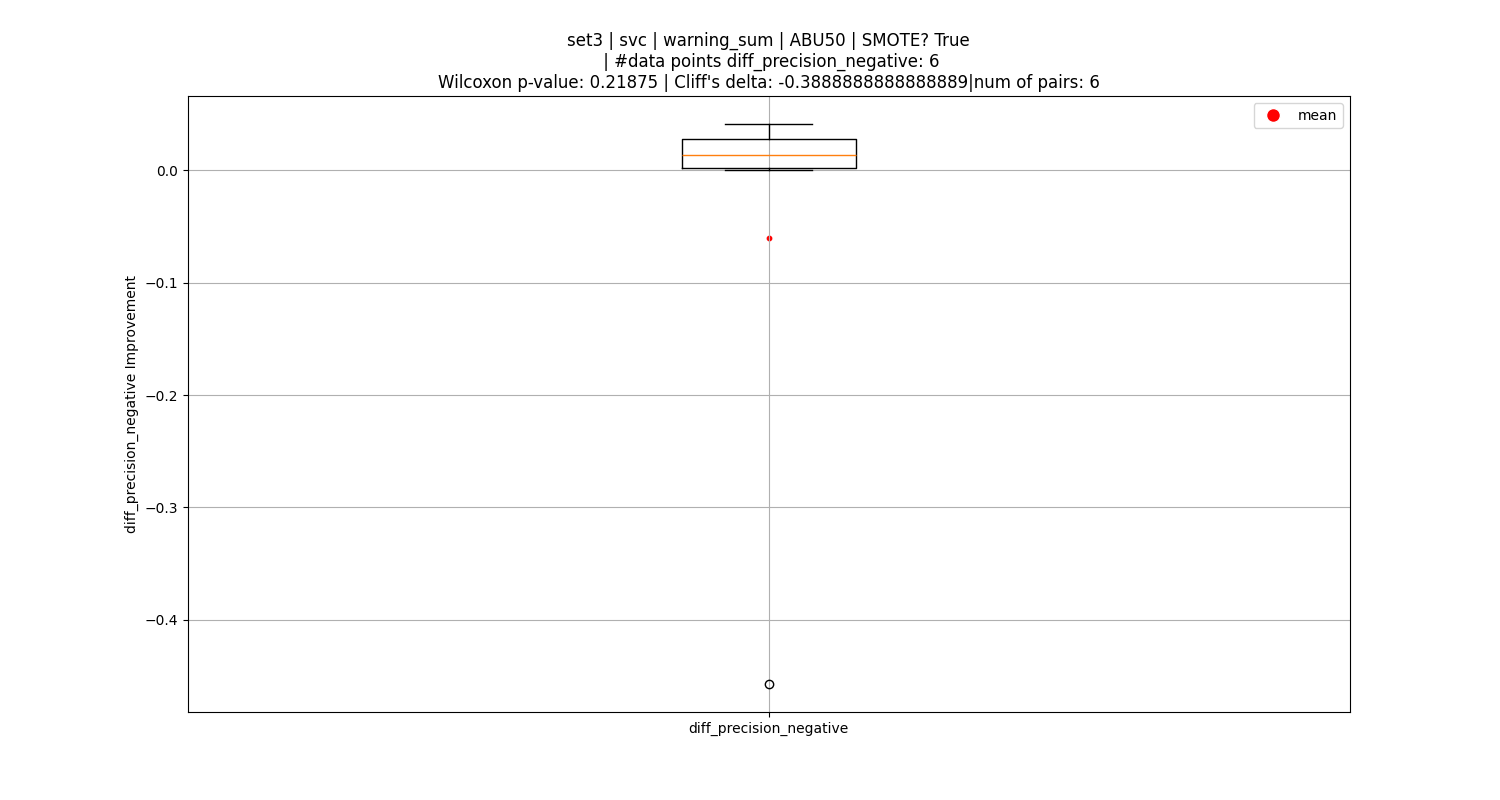 set3 | svc | warning_sum | ABU50 | SMOTE? True
| #data points diff_precision_negative: 6
Wilcoxon p-value: 0.21875 | Cliff's delta: -0.3888888888888889|num of pairs: 6
mean
0.0
−0.1
−0.2
−0.3
−0.4
diff_precision_negative Improvement
diff_precision_negative